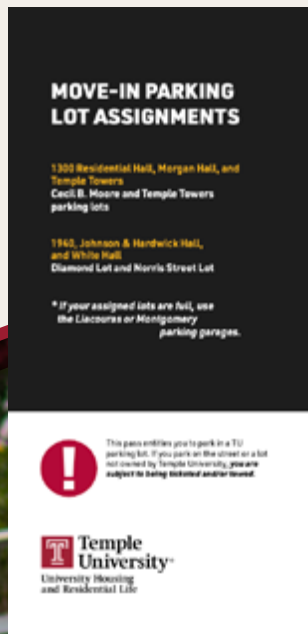 MOVE-IN PARKING
LOT ASSIGNMENTS
1300 Residential Hall, Morgan Hall, and
Temple Towers
Cecil B. Moore and Temple Towers
parking lots
1940, Johnson & Hardwick Hall,
and White Hall
Diamond Lot and Norris Street Lot
* If your assigned lots are full, use
the Liacouras or Montgomery
parking garages.
This pass entitles you to park in a TU
parking lot. If you park on the street or a lot
not owned by Temple University, you are
subject to being ticketed and/or towed.
!
T
Temple
University®
University Housing
and Residential Life